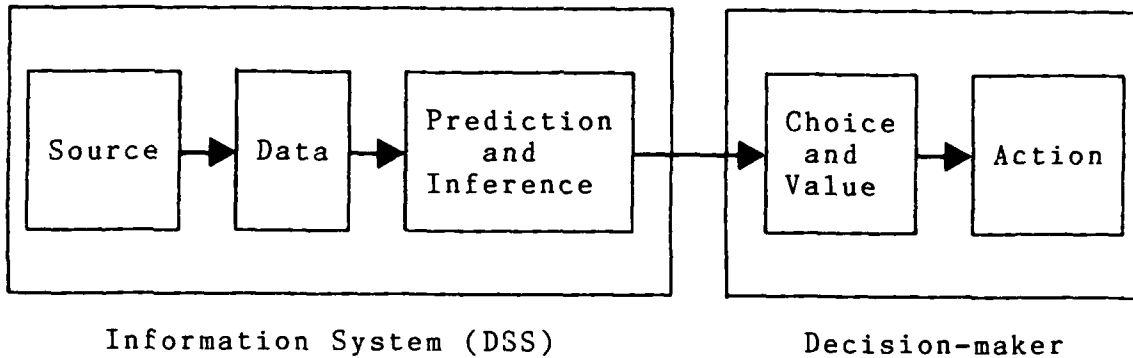 Source
Data
Prediction
and
Inference
Choice
and
Value
Action
Information System (DSS)
Decision-maker